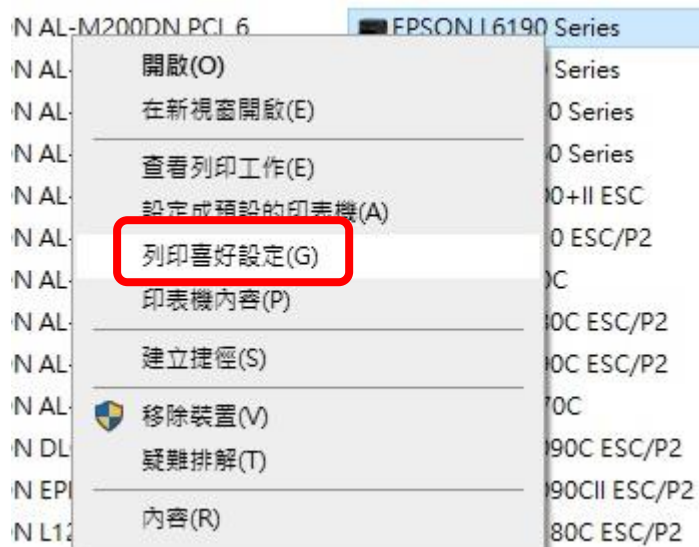 N AL-M200DN PCL 6
EPSON L6190 Series
N AL-
開啟(O)
Series
N AL-
在新視窗開啟(E)
0 Series
N AL-
查看列印工作(E)
0 Series
N AL-
設定成預設的印表機(A)
00+II ESC
N AL-
列印喜好設定(G)
0 ESC/P2
N AL-
印表機內容(P)
0C
N AL-
80C ESC/P2
N AL-
建立捷徑(S)
90C ESC/P2
N AL-
移除裝置(V)
70C
N DL
疑難排解(T)
090C ESC/P2
N EP
090CII ESC/P2
N L12
內容(R)
80C ESC/P2